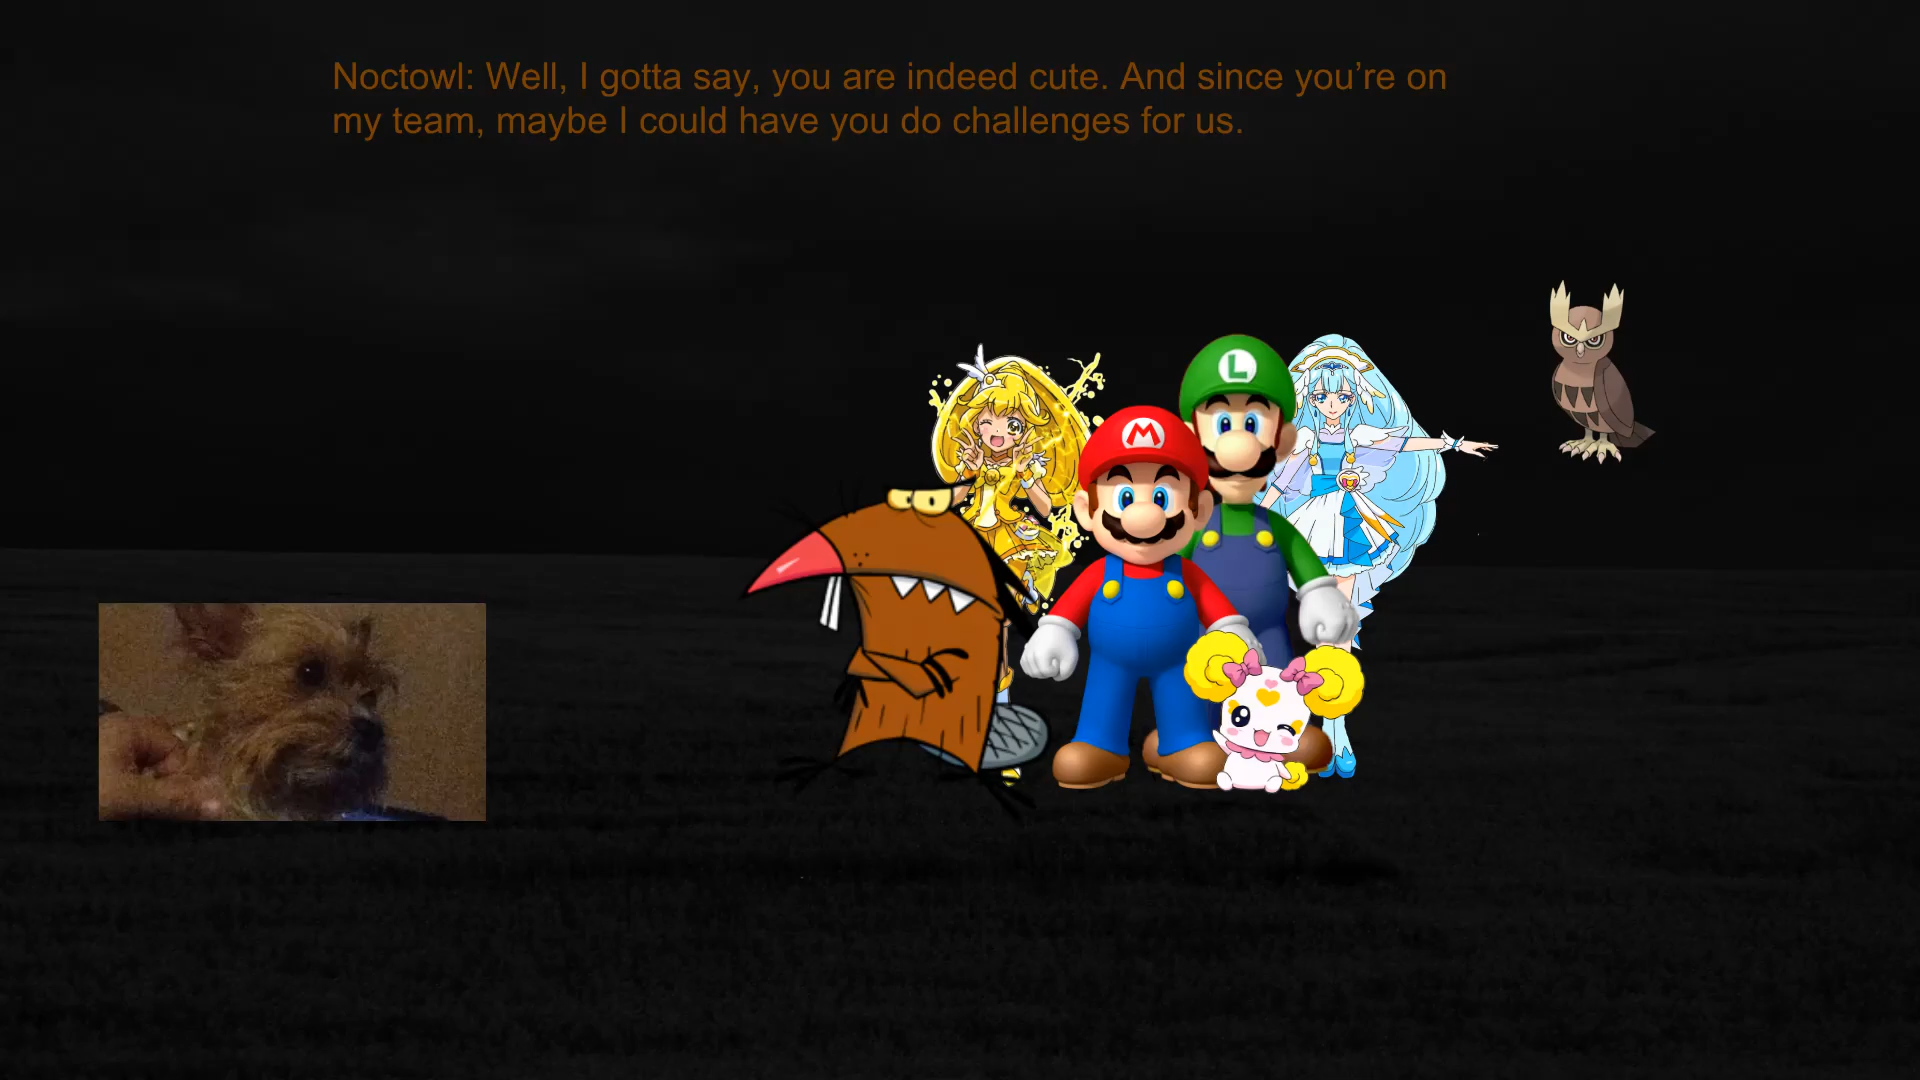 Noctowl: Well, I gotta say, you are indeed cute. And since you’re on
my team, maybe I could have you do challenges for us.
L
M